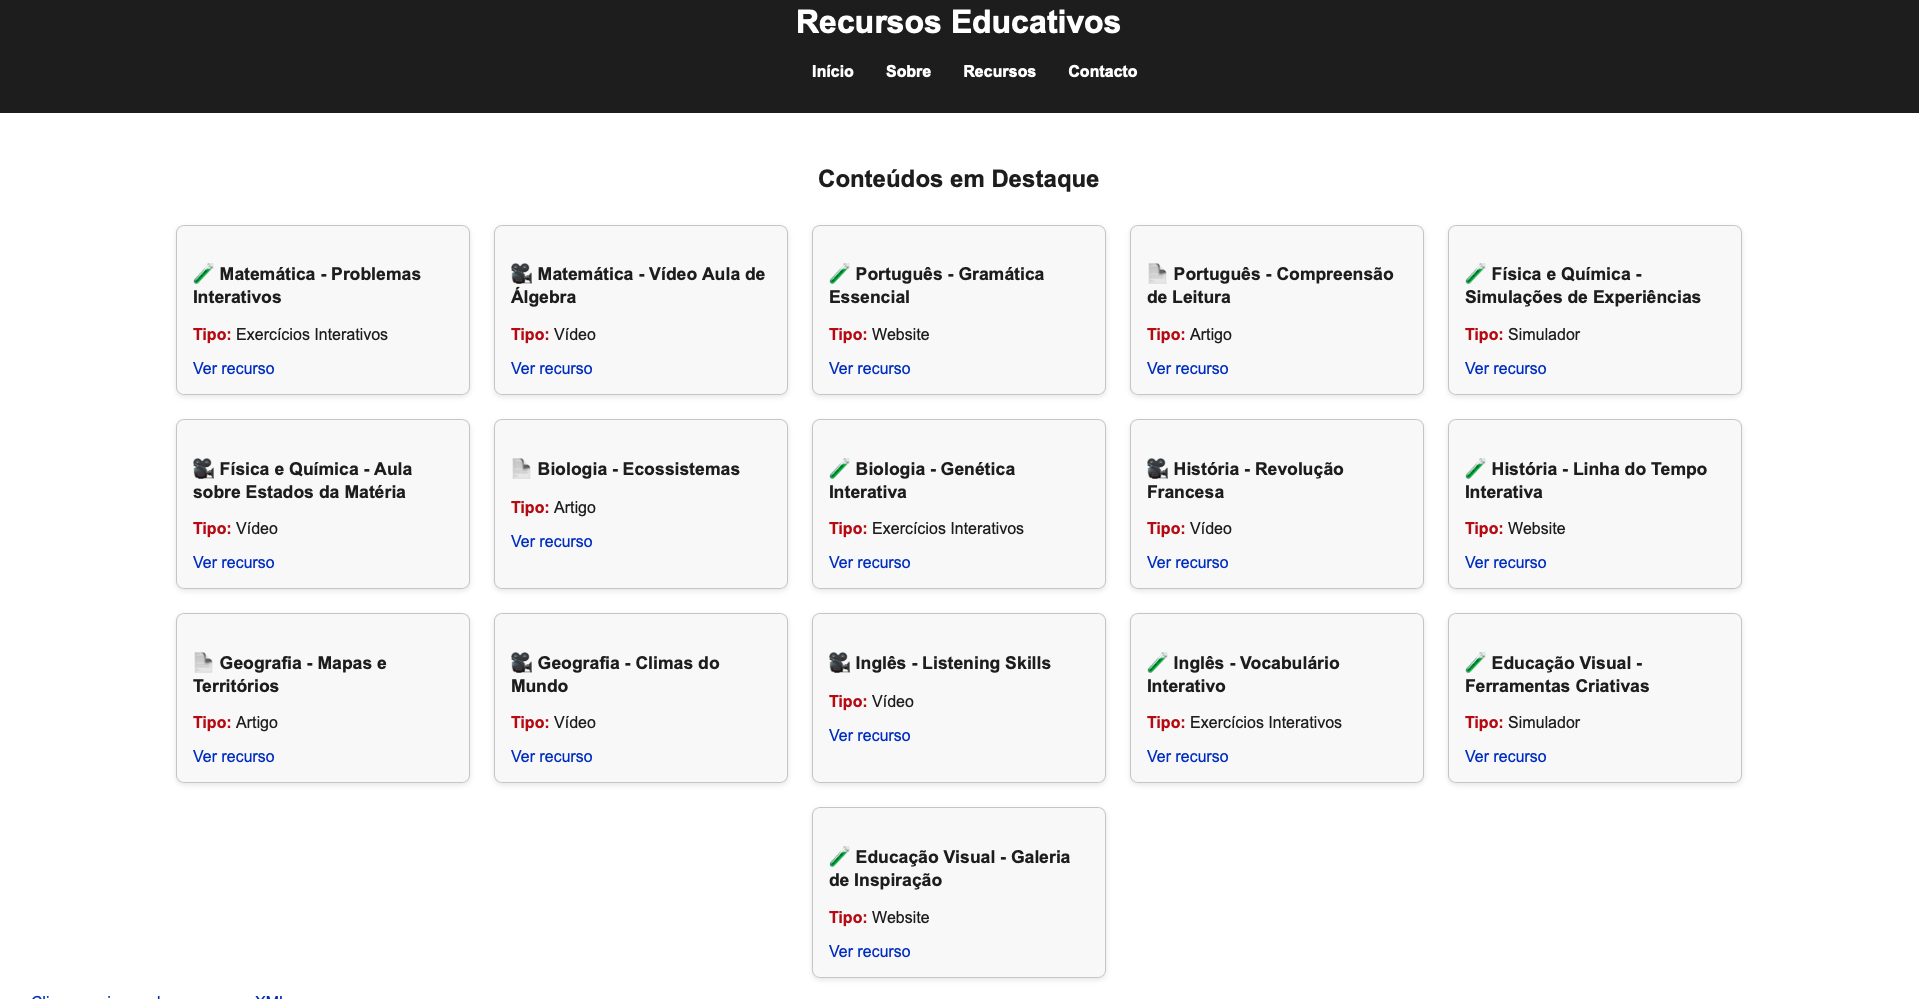 Recursos Educativos
Início Sobre Recursos Contacto
Conteúdos em Destaque
Matemática - Problemas
Interativos
Tipo: Exercícios Interativos
Ver recurso
Matemática - Vídeo Aula de
Álgebra
Tipo: Vídeo
Ver recurso
Português - Gramática
Essencial
Tipo: Website
Ver recurso
Português - Compreensão
de Leitura
Tipo: Artigo
Ver recurso
Física e Química -
Simulações de Experiências
Tipo: Simulador
Ver recurso
Física e Química - Aula
sobre Estados da Matéria
Tipo: Vídeo
Ver recurso
Biologia - Ecossistemas
Tipo: Artigo
Ver recurso
Biologia - Genética
Interativa
Tipo: Exercícios Interativos
Ver recurso
História - Revolução
Francesa
Tipo: Vídeo
Ver recurso
História - Linha do Tempo
Interativa
Tipo: Website
Ver recurso
Geografia - Mapas e
Territórios
Tipo: Artigo
Ver recurso
Geografia - Climas do
Mundo
Tipo: Vídeo
Ver recurso
Inglês - Listening Skills
Tipo: Vídeo
Ver recurso
Inglês - Vocabulário
Interativo
Tipo: Exercícios Interativos
Ver recurso
Educação Visual -
Ferramentas Criativas
Tipo: Simulador
Ver recurso
Educação Visual - Galeria
de Inspiração
Tipo: Website
Ver recurso